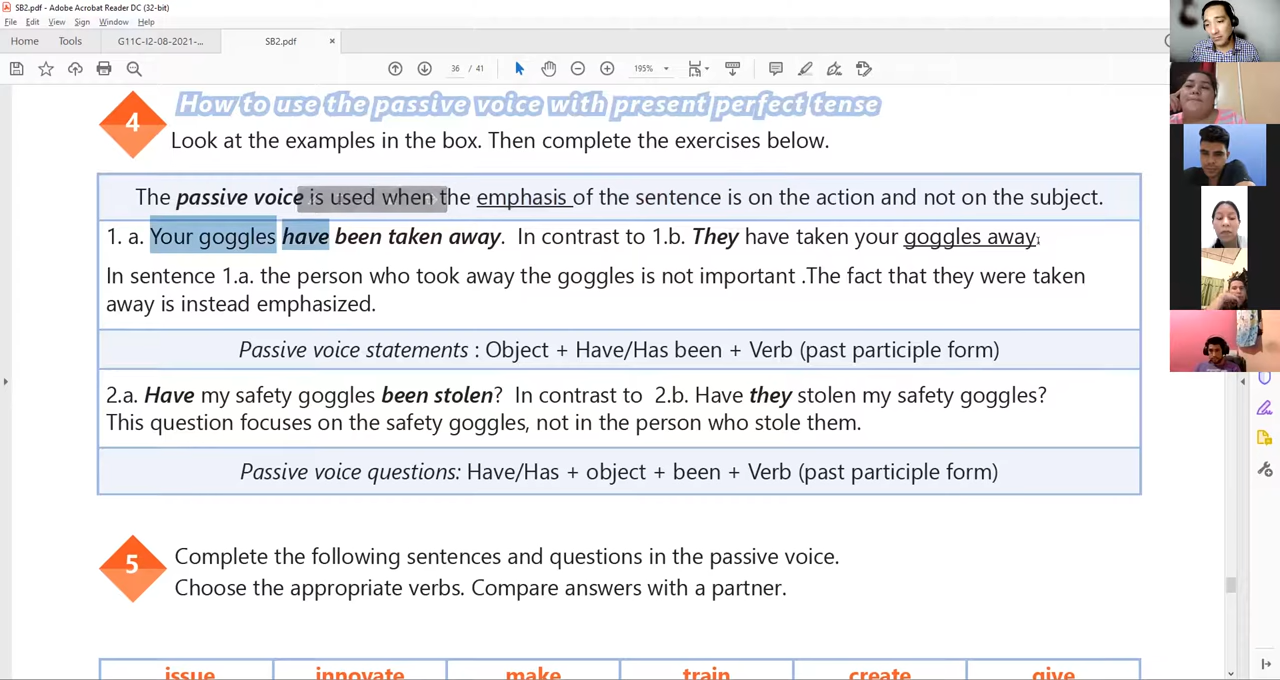 SB2.pdf - Adobe Acrobat Reader DC (32-bit)
File Edit View Sign Window Help
Home Tools G11C-I2-08-2021-... SB2.pdf ×
36 / 41 195%
4 How to use the passive voice with present perfect tense
Look at the examples in the box. Then complete the exercises below.
The passive voice is used when the emphasis of the sentence is on the action and not on the subject.
1. a. Your goggles have been taken away. In contrast to 1.b. They have taken your goggles away.
In sentence 1.a. the person who took away the goggles is not important .The fact that they were taken
away is instead emphasized.
Passive voice statements : Object + Have/Has been + Verb (past participle form)
2.a. Have my safety goggles been stolen? In contrast to 2.b. Have they stolen my safety goggles?
This question focuses on the safety goggles, not in the person who stole them.
Passive voice questions: Have/Has + object + been + Verb (past participle form)
5 Complete the following sentences and questions in the passive voice.
Choose the appropriate verbs. Compare answers with a partner.
issue innovate make train create give